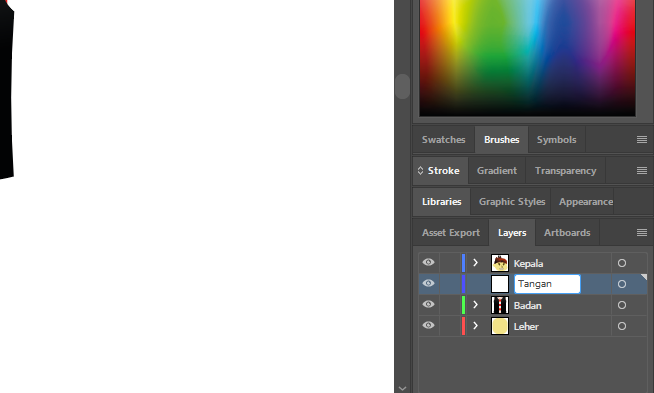 Swatches Brushes Symbols
Stroke Gradient Transparency
Libraries Graphic Styles Appearance
Asset Export Layers Artboards
Kepala
Tangan
Badan
Leher